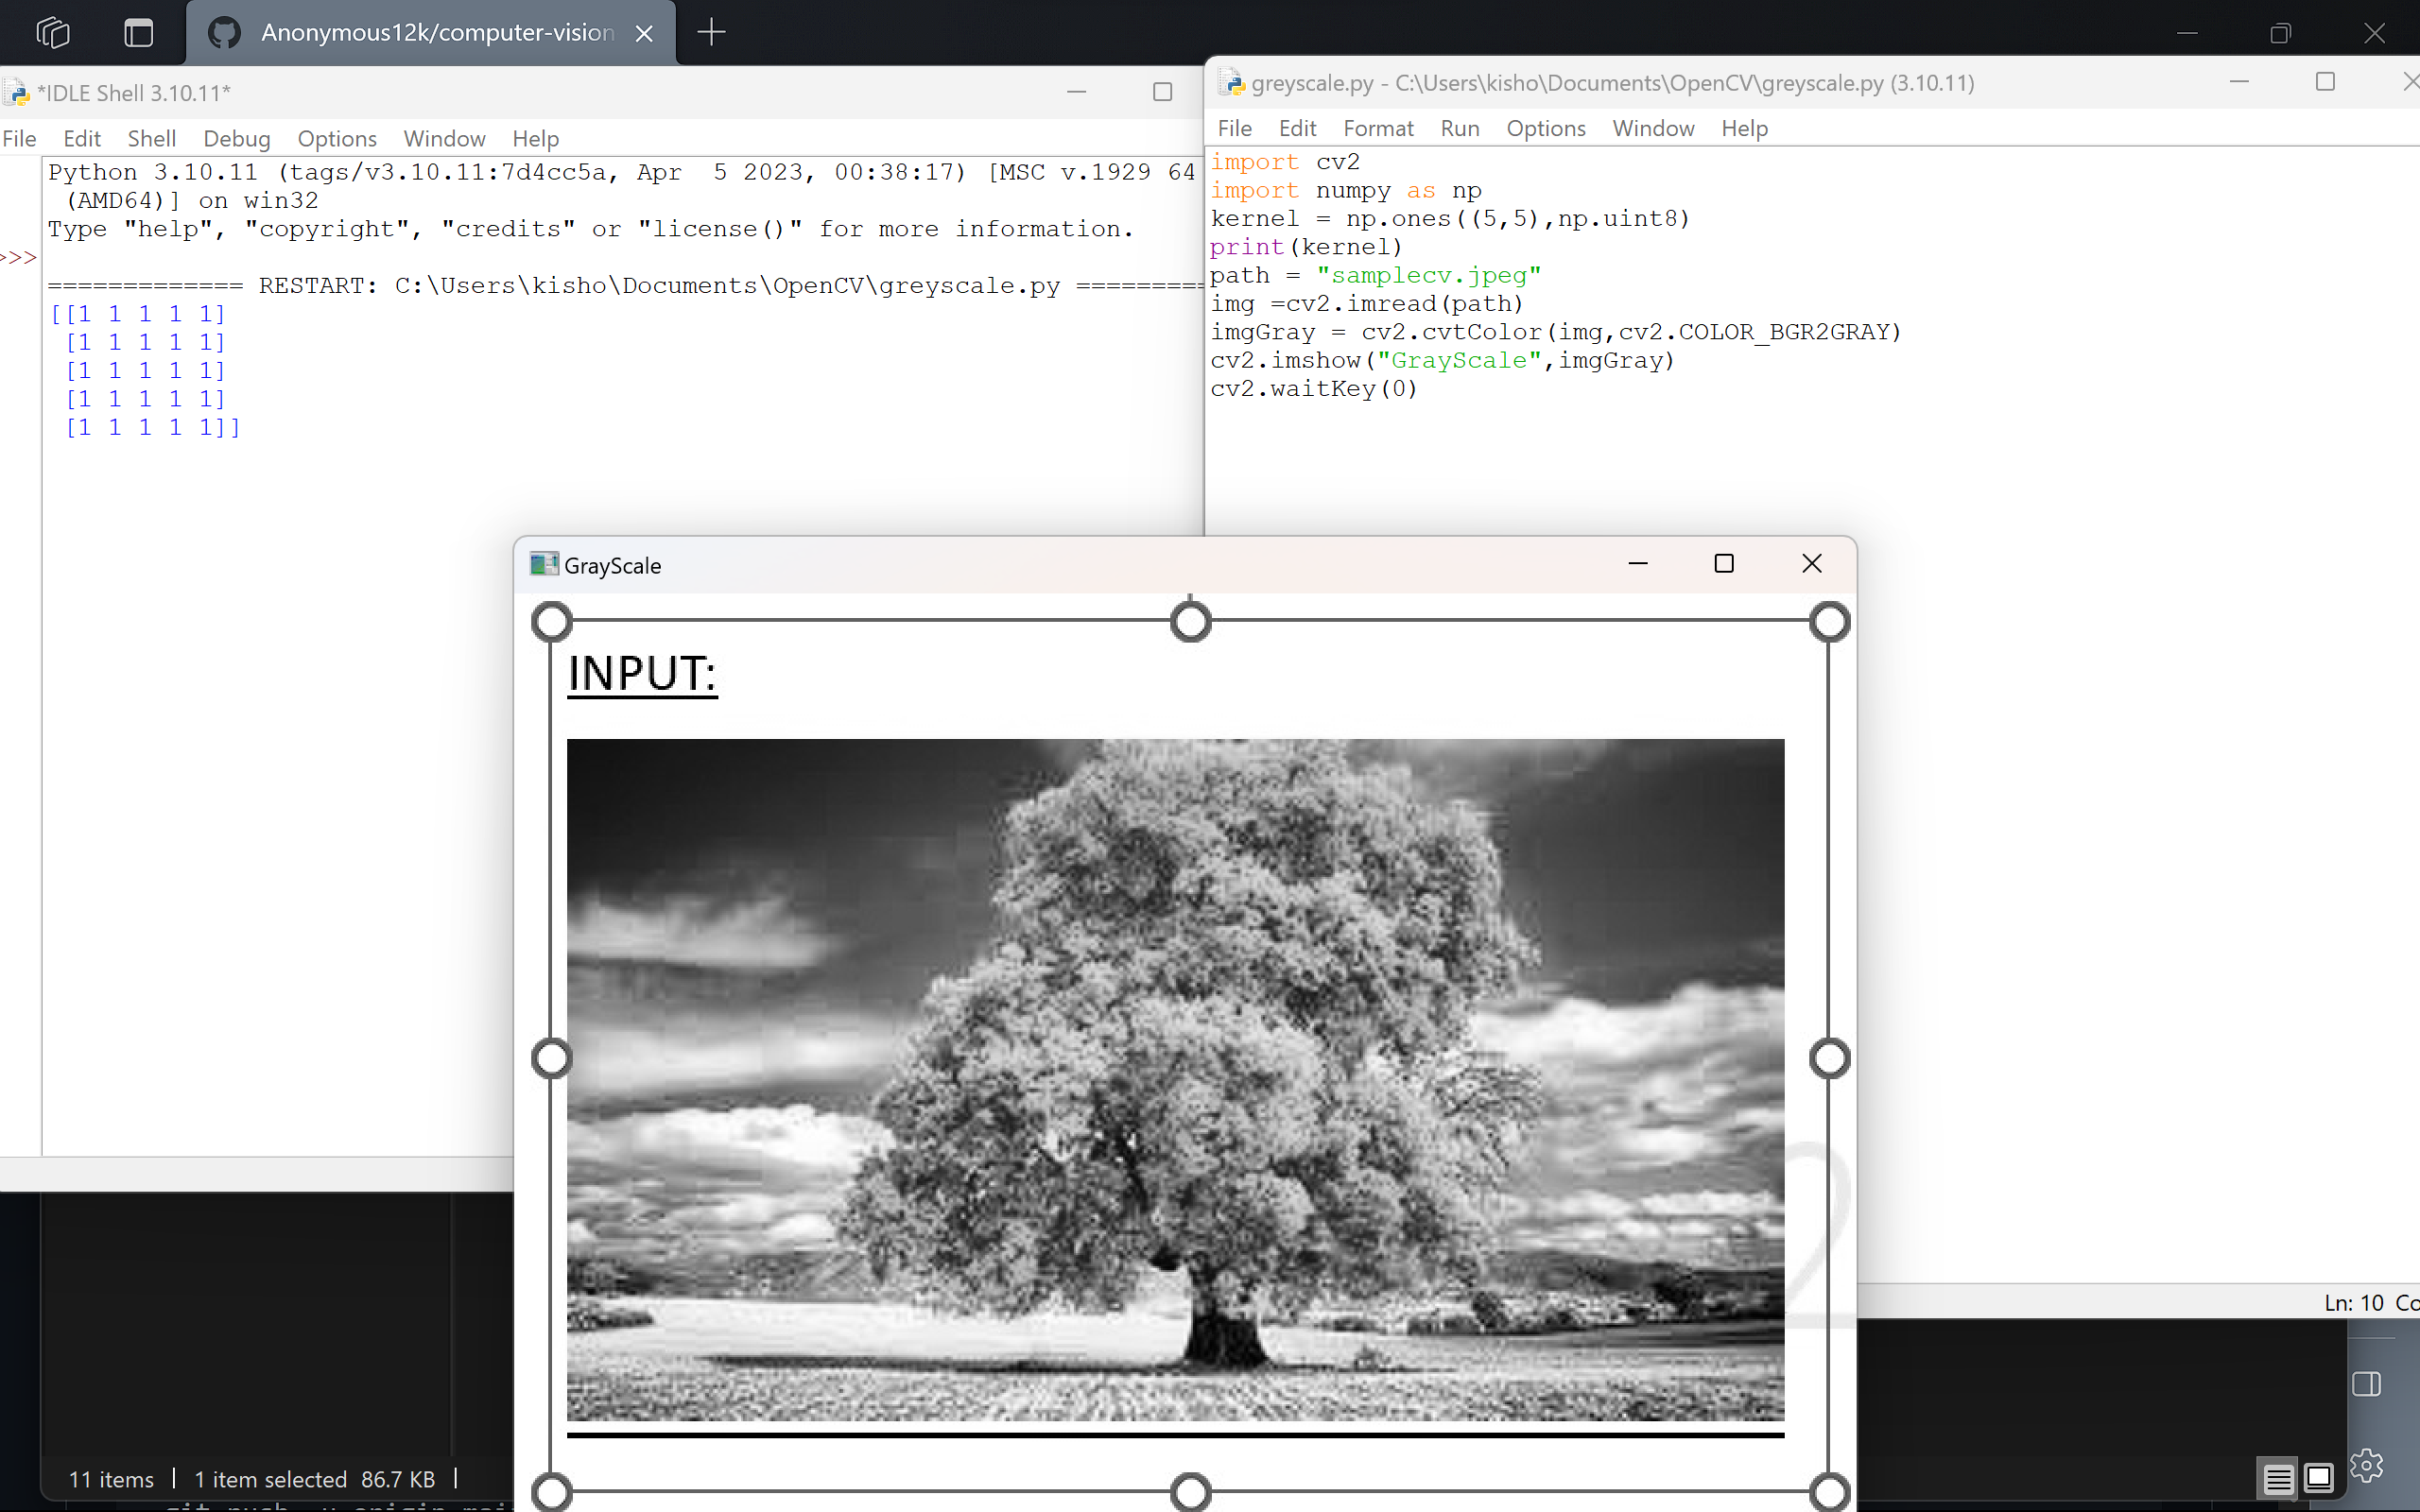 Anonymous12k/computer-vision
*IDLE Shell 3.10.11*
File Edit Shell Debug Options Window Help
Python 3.10.11 (tags/v3.10.11:7d4cc5a, Apr  5 2023, 00:38:17) [MSC v.1929 64
(AMD64)] on win32
Type "help", "copyright", "credits" or "license()" for more information.
>>>
============= RESTART: C:\Users\kisho\Documents\OpenCV\greyscale.py =========
[[1 1 1 1 1]
[1 1 1 1 1]
[1 1 1 1 1]
[1 1 1 1 1]
[1 1 1 1 1]]
greyscale.py - C:\Users\kisho\Documents\OpenCV\greyscale.py (3.10.11)
File Edit Format Run Options Window Help
import cv2
import numpy as np
kernel = np.ones((5,5),np.uint8)
print(kernel)
path = "samplecv.jpeg"
img =cv2.imread(path)
imgGray = cv2.cvtColor(img,cv2.COLOR_BGR2GRAY)
cv2.imshow("GrayScale",imgGray)
cv2.waitKey(0)
GrayScale
INPUT:
2
Ln: 10 Co
11 items | 1 item selected 86.7 KB |